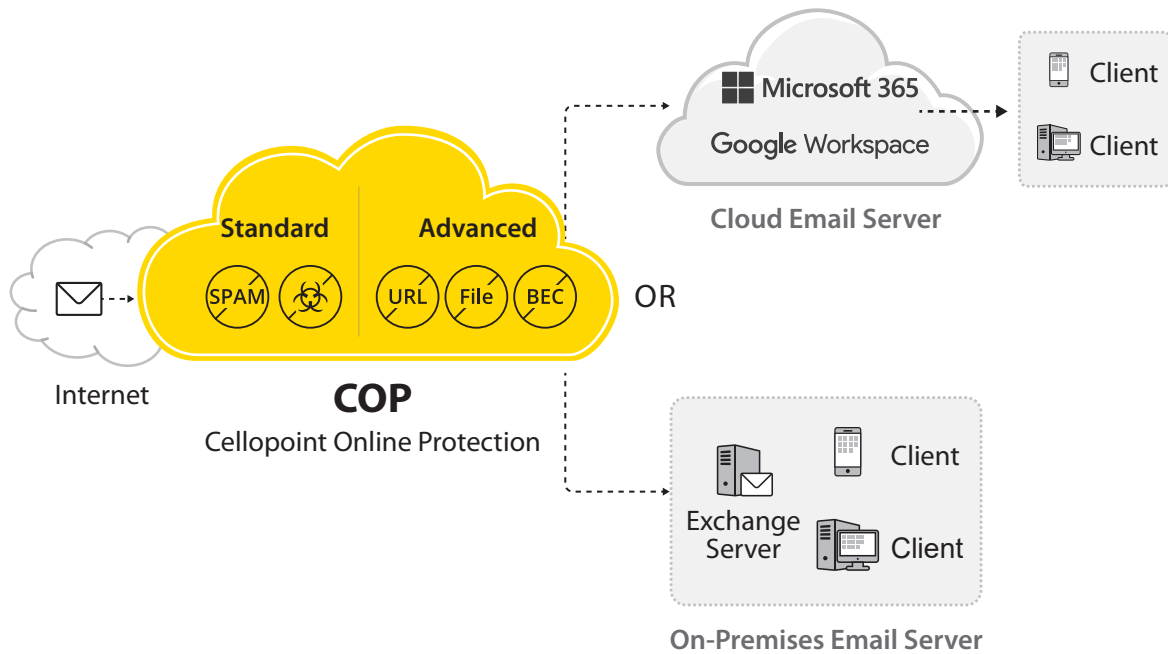 Internet
Standard
Advanced
SPAM
URL
File
BEC
COP
Cellopoint Online Protection
OR
Microsoft 365
Google Workspace
Cloud Email Server
Client
Client
Exchange
Server
Client
Client
On-Premises Email Server